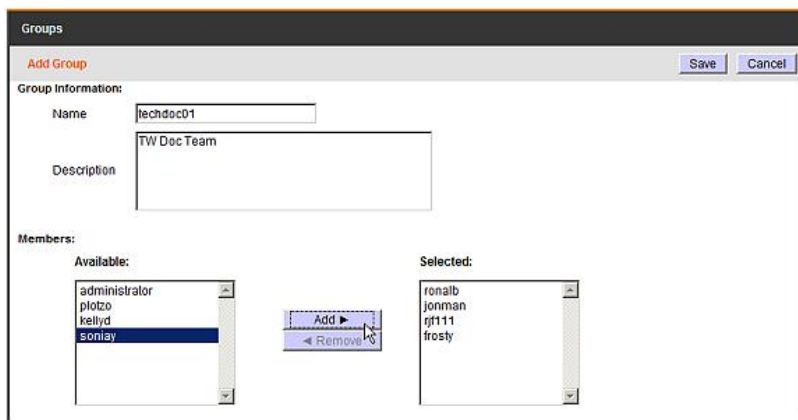 Groups
Add Group
Save
Cancel
Group Information:
Name
techdoc01
Description
TW Doc Team
Members:
Available:
Selected:
administrator
plotzo
kellyd
soniay
Add ►
◄ Remove
ronalb
jonman
rjf111
frosty